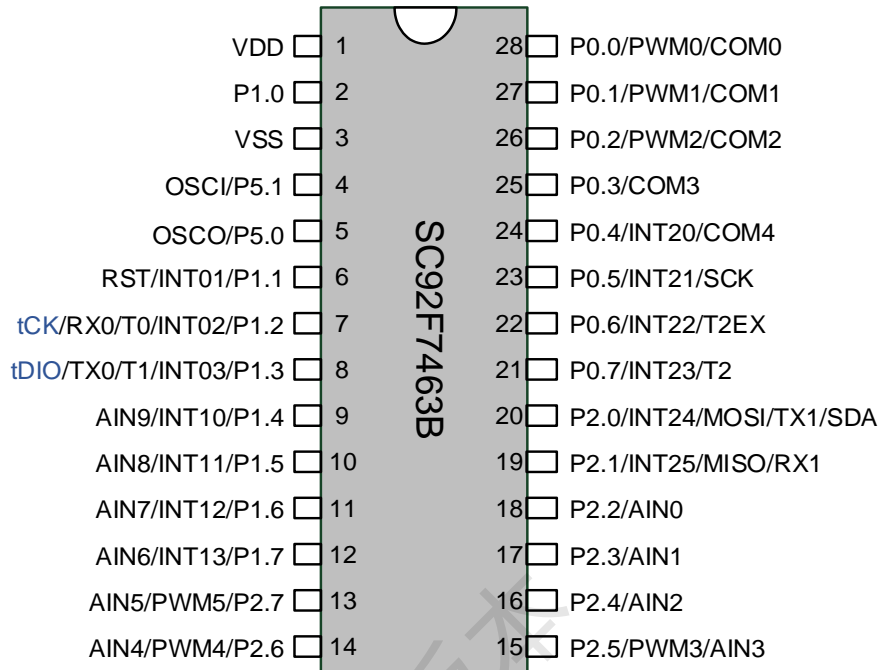 VDD 1 28 P0.0/PWM0/COM0
P1.0 2 27 P0.1/PWM1/COM1
VSS 3 26 P0.2/PWM2/COM2
OSCI/P5.1 4 25 P0.3/COM3
OSCO/P5.0 5 24 P0.4/INT20/COM4
RST/INT01/P1.1 6 23 P0.5/INT21/SCK
tCK/RX0/T0/INT02/P1.2 7 22 P0.6/INT22/T2EX
tDIO/TX0/T1/INT03/P1.3 8 21 P0.7/INT23/T2
AIN9/INT10/P1.4 9 20 P2.0/INT24/MOSI/TX1/SDA
AIN8/INT11/P1.5 10 19 P2.1/INT25/MISO/RX1
AIN7/INT12/P1.6 11 18 P2.2/AIN0
AIN6/INT13/P1.7 12 17 P2.3/AIN1
AIN5/PWM5/P2.7 13 16 P2.4/AIN2
AIN4/PWM4/P2.6 14 15 P2.5/PWM3/AIN3
SC92F7463B
本